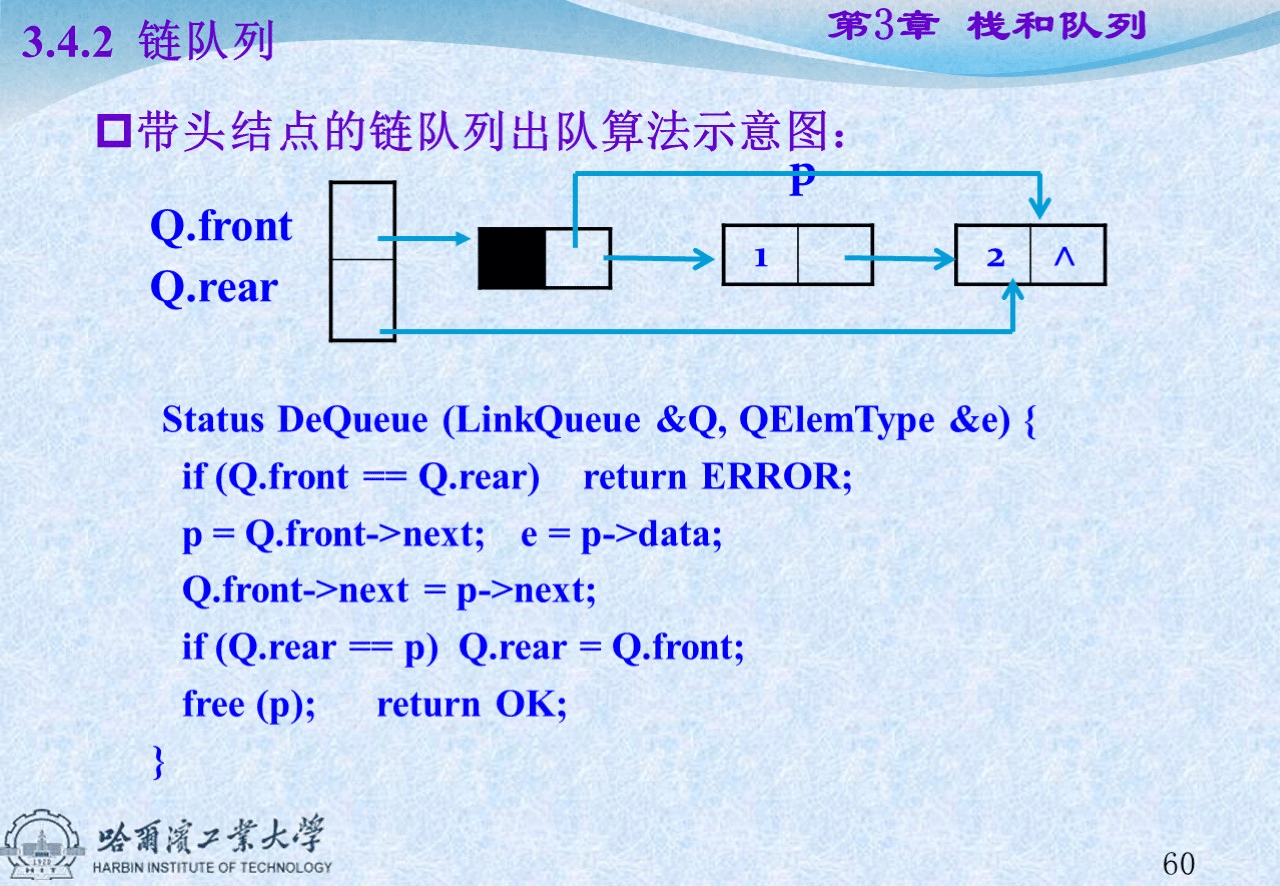 3.4.2 链队列
第3章 栈和队列
带头结点的链队列出队算法示意图：
p
Q.front
Q.rear
1
2 ∧
Status DeQueue (LinkQueue &Q, QElemType &e) {
if (Q.front == Q.rear) return ERROR;
p = Q.front->next; e = p->data;
Q.front->next = p->next;
if (Q.rear == p) Q.rear = Q.front;
free (p); return OK;
}
哈爾濱工業大學
1920
HIT
HARBIN INSTITUTE OF TECHNOLOGY
60